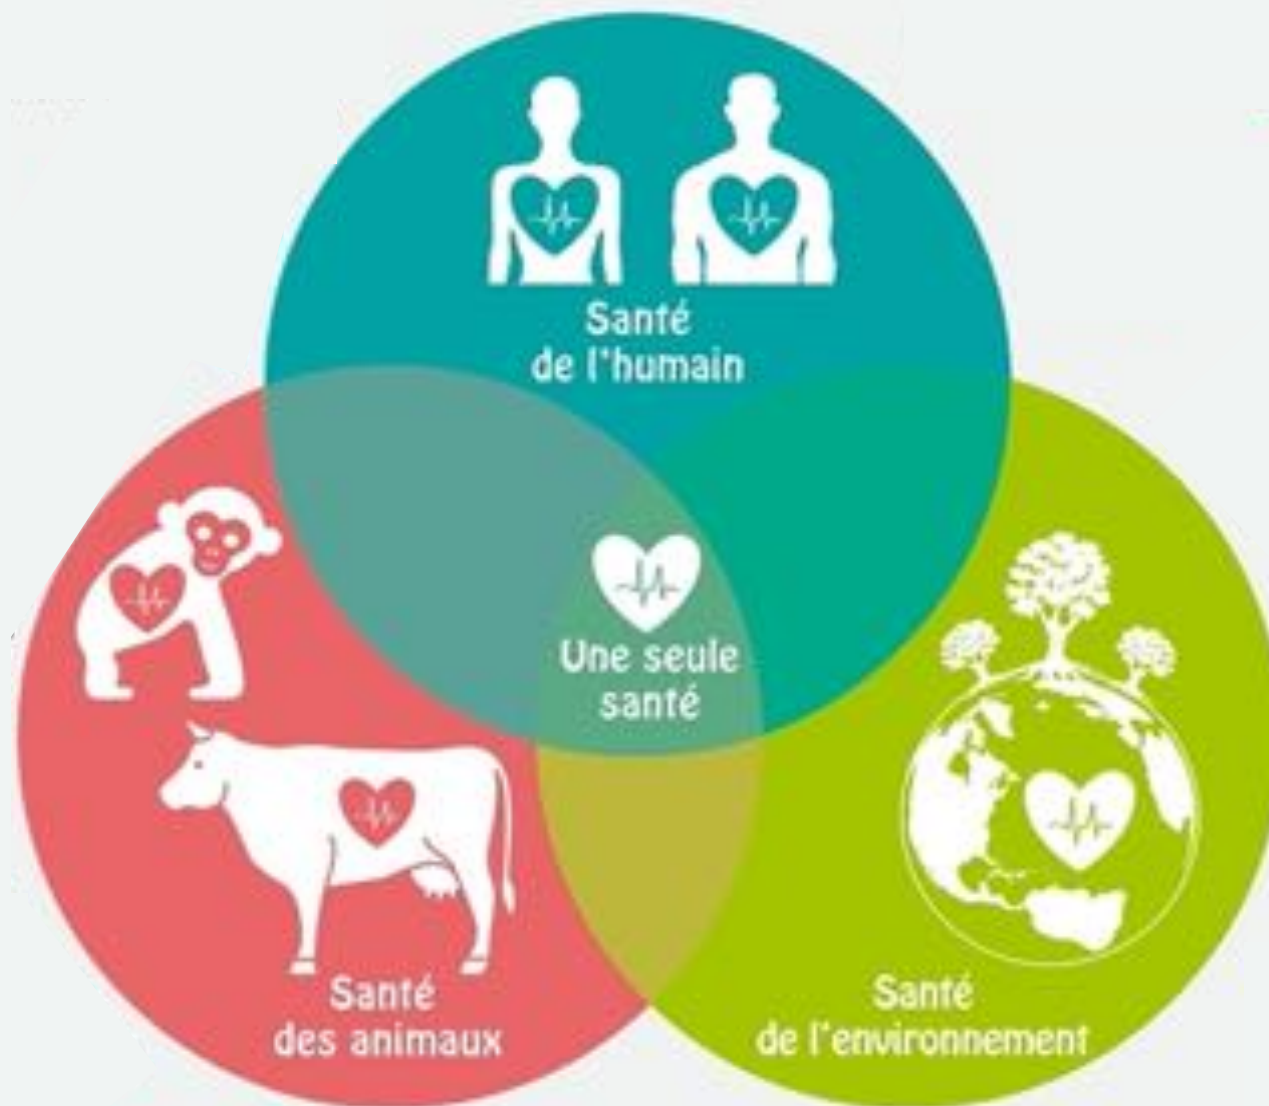 Santé
de l'humain
Une seule
santé
Santé
des animaux
Santé
de l'environnement